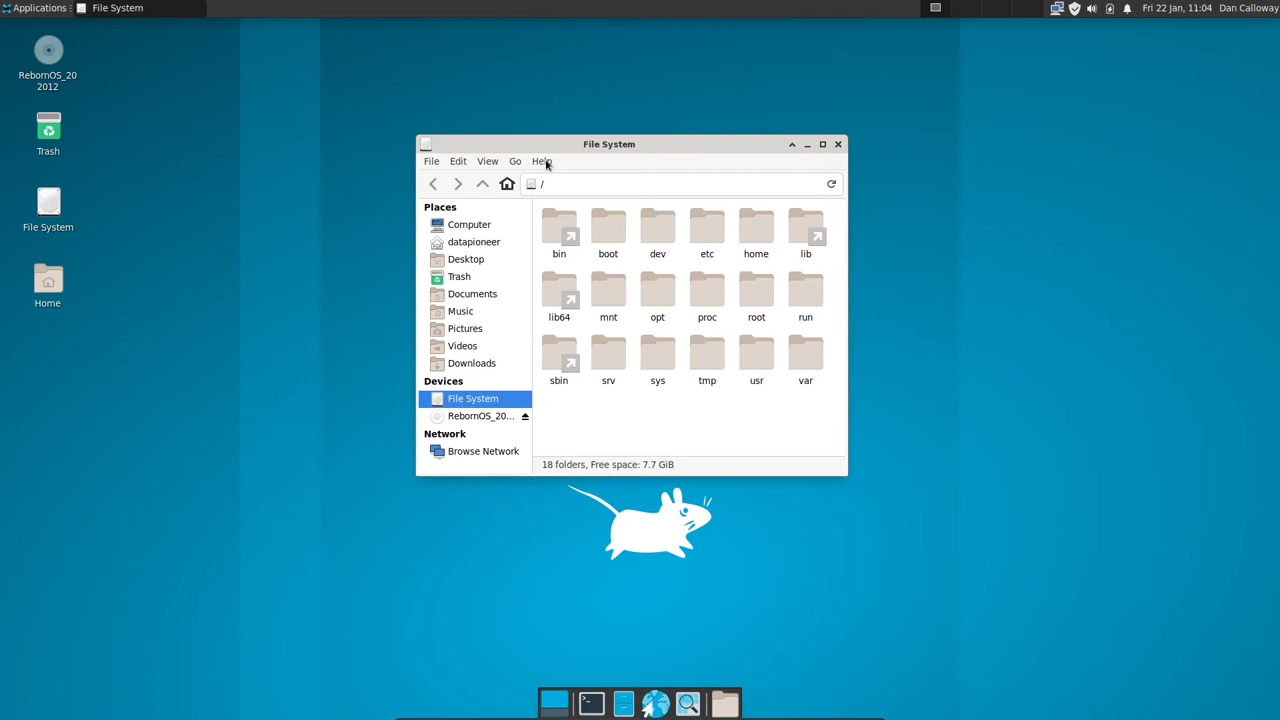 Applications
File System
Fri 22 Jan, 11:04
Dan Calloway
RebornOS_20
2012
Trash
File System
Home
File System
File
Edit
View
Go
Help
/
Places
Computer
datapioneer
Desktop
Trash
Documents
Music
Pictures
Videos
Downloads
Devices
File System
RebornOS_20...
Network
Browse Network
bin
boot
dev
etc
home
lib
lib64
mnt
opt
proc
root
run
sbin
srv
sys
tmp
usr
var
18 folders, Free space: 7.7 GiB